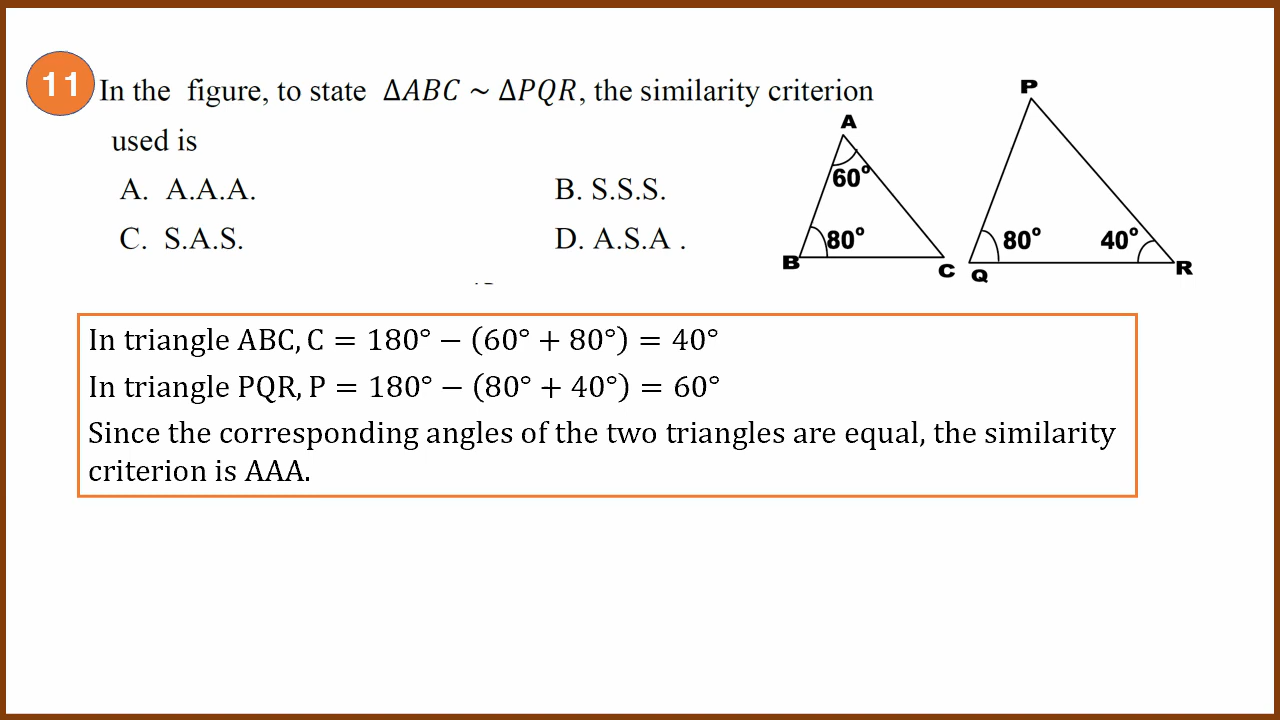 11
In the figure, to state ΔABC ~ ΔPQR, the similarity criterion
used is
A. A.A.A.
B. S.S.S.
C. S.A.S.
D. A.S.A .
A
60°
80°
B
C
P
80°
40°
Q
R
In triangle ABC, C = 180° − (60° + 80°) = 40°
In triangle PQR, P = 180° − (80° + 40°) = 60°
Since the corresponding angles of the two triangles are equal, the similarity
criterion is AAA.